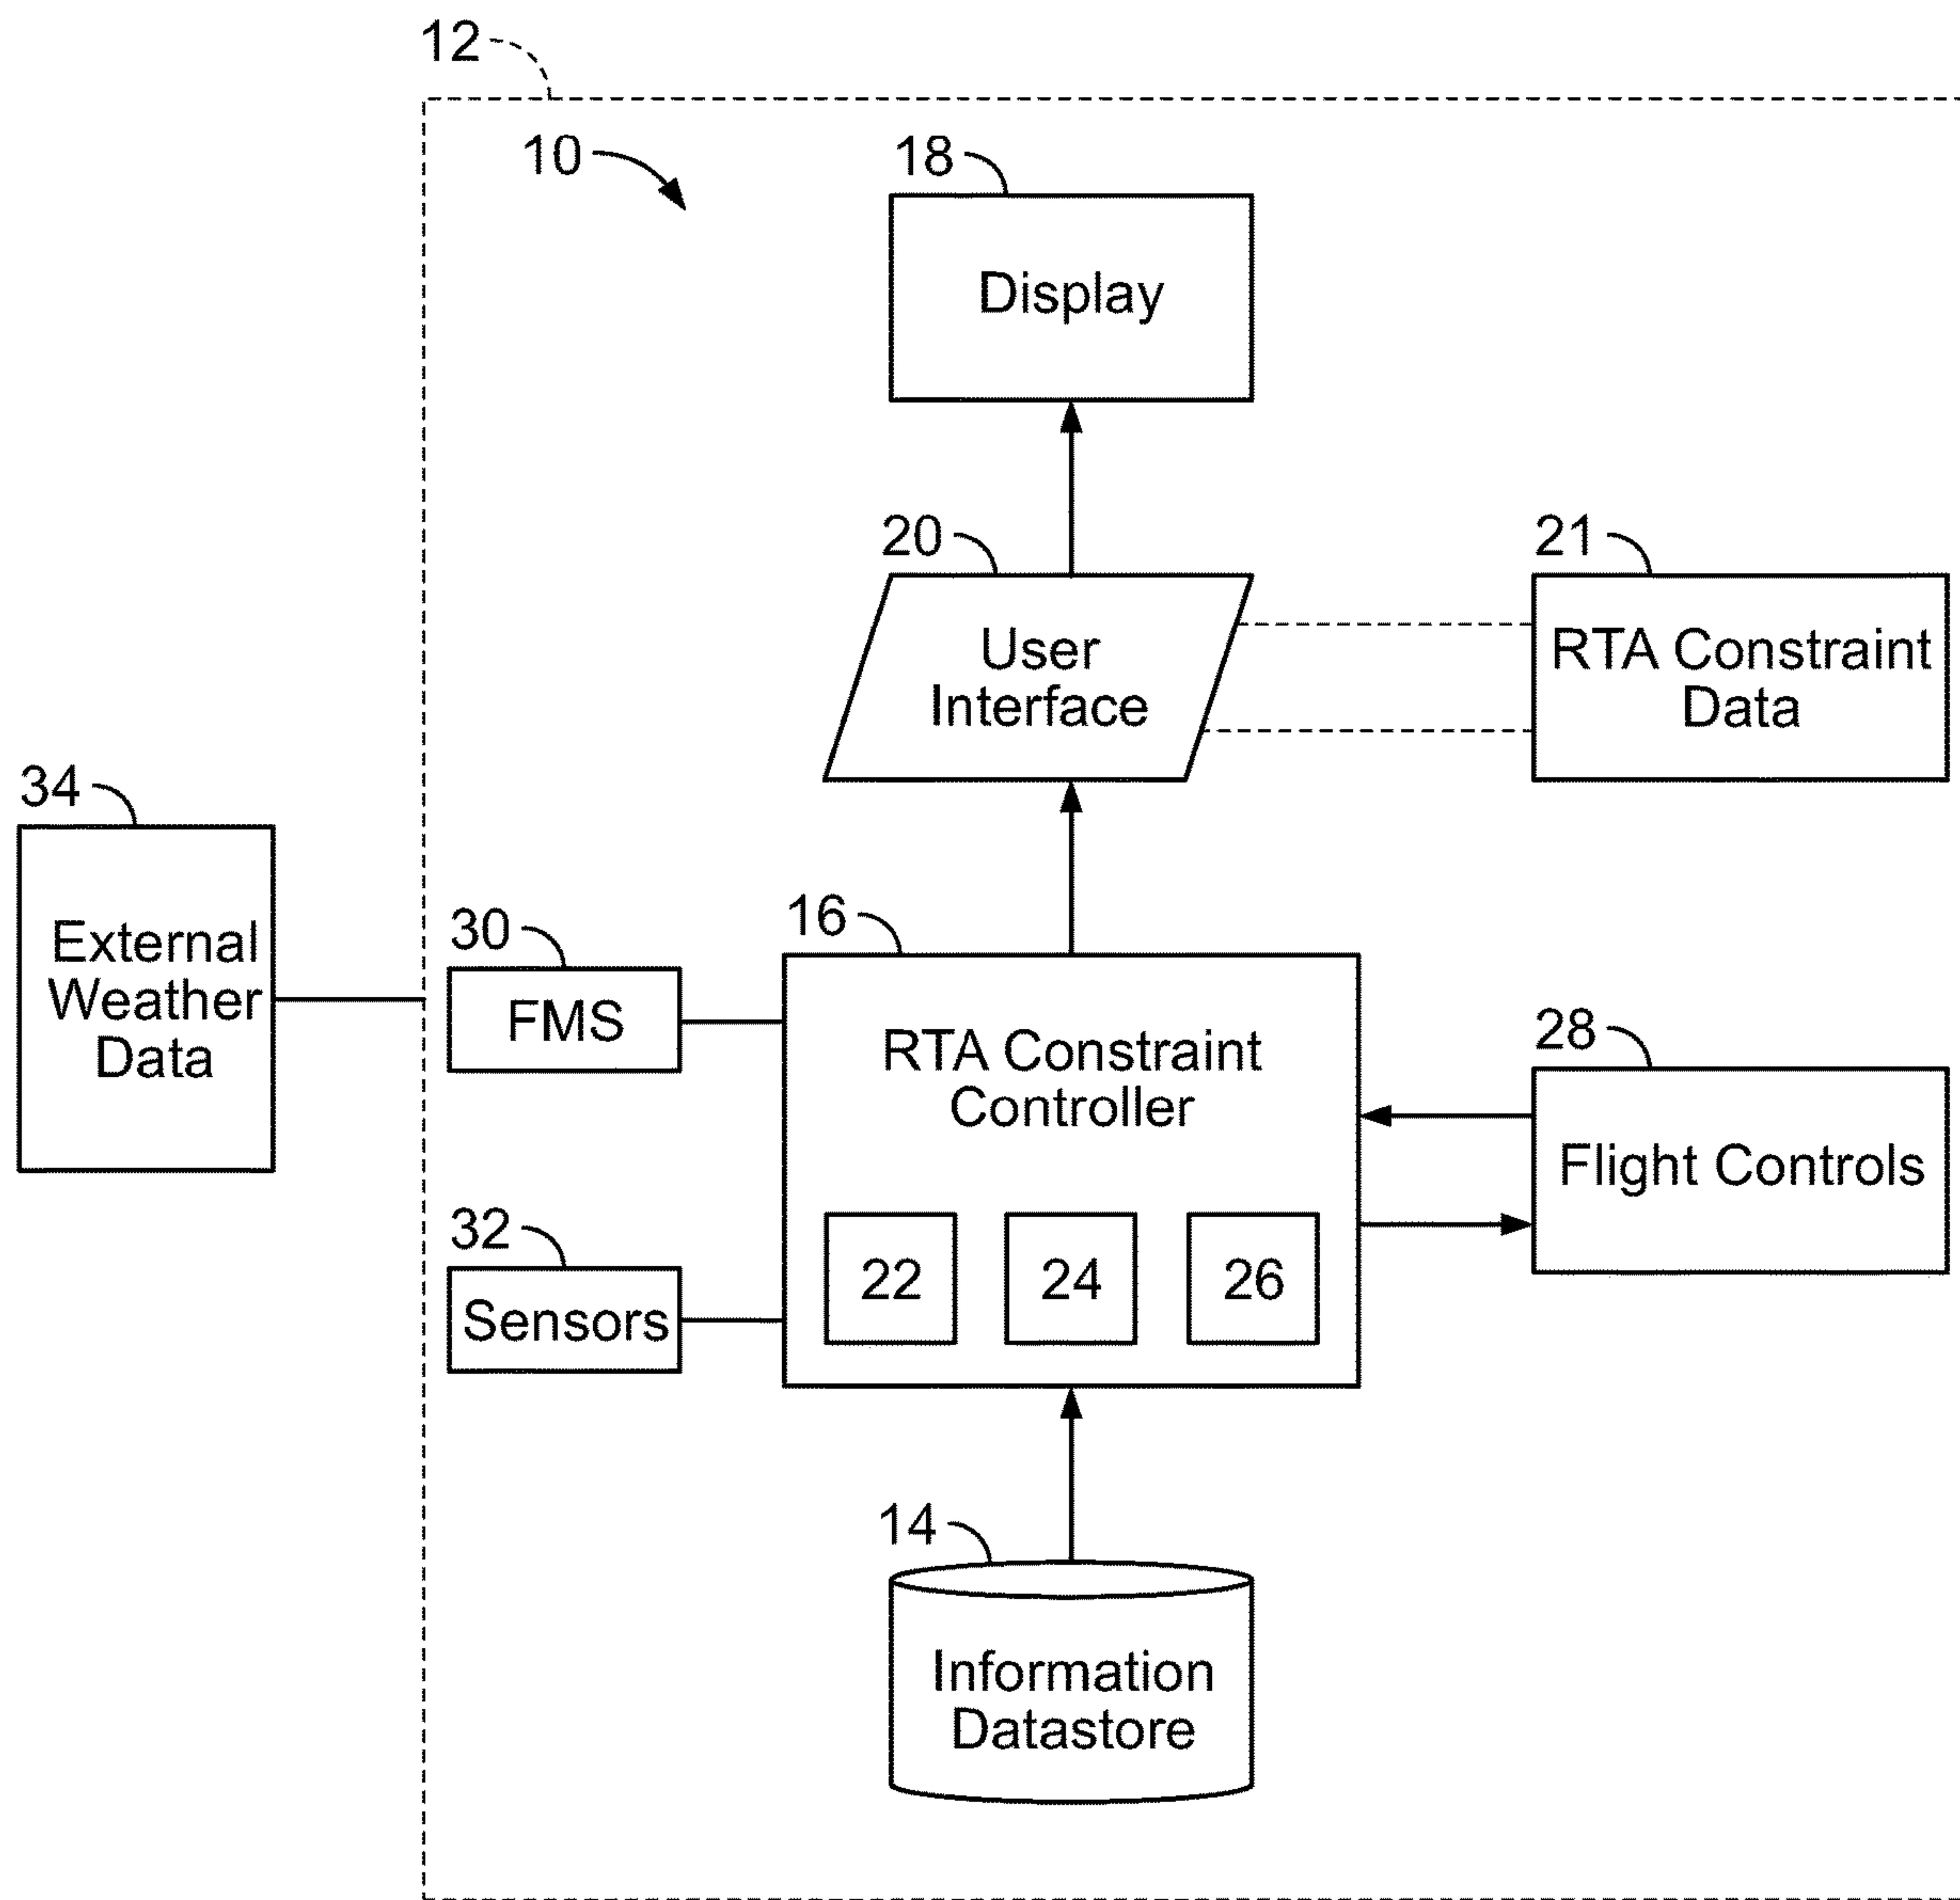 12
10
18
Display
20
User
Interface
21
RTA Constraint
Data
34
External
Weather
Data
30
FMS
16
RTA Constraint
Controller
28
Flight Controls
32
Sensors
22
24
26
14
Information
Datastore